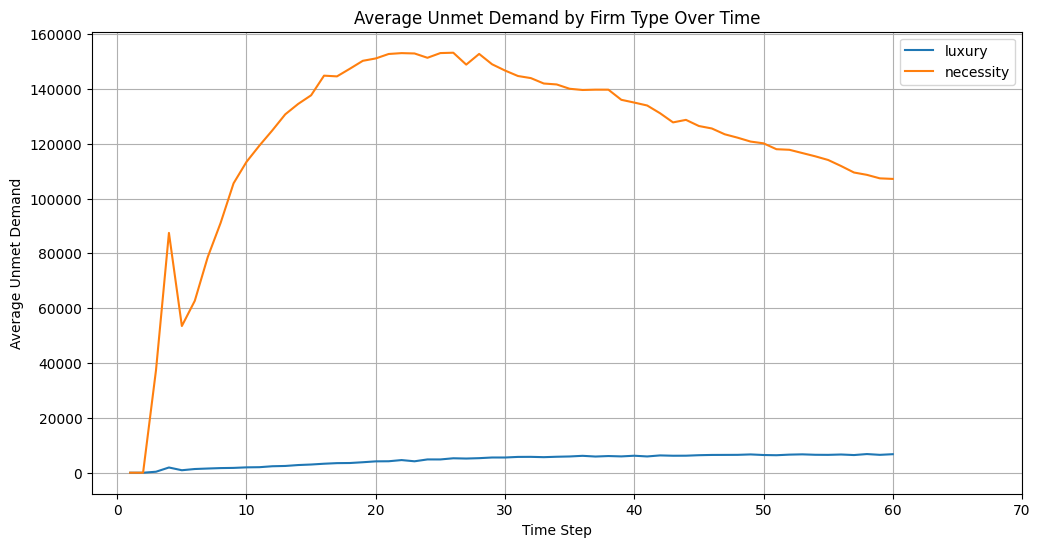 Average Unmet Demand by Firm Type Over Time
luxury
necessity
Average Unmet Demand
160000
140000
120000
100000
80000
60000
40000
20000
0
0 10 20 30 40 50 60 70
Time Step